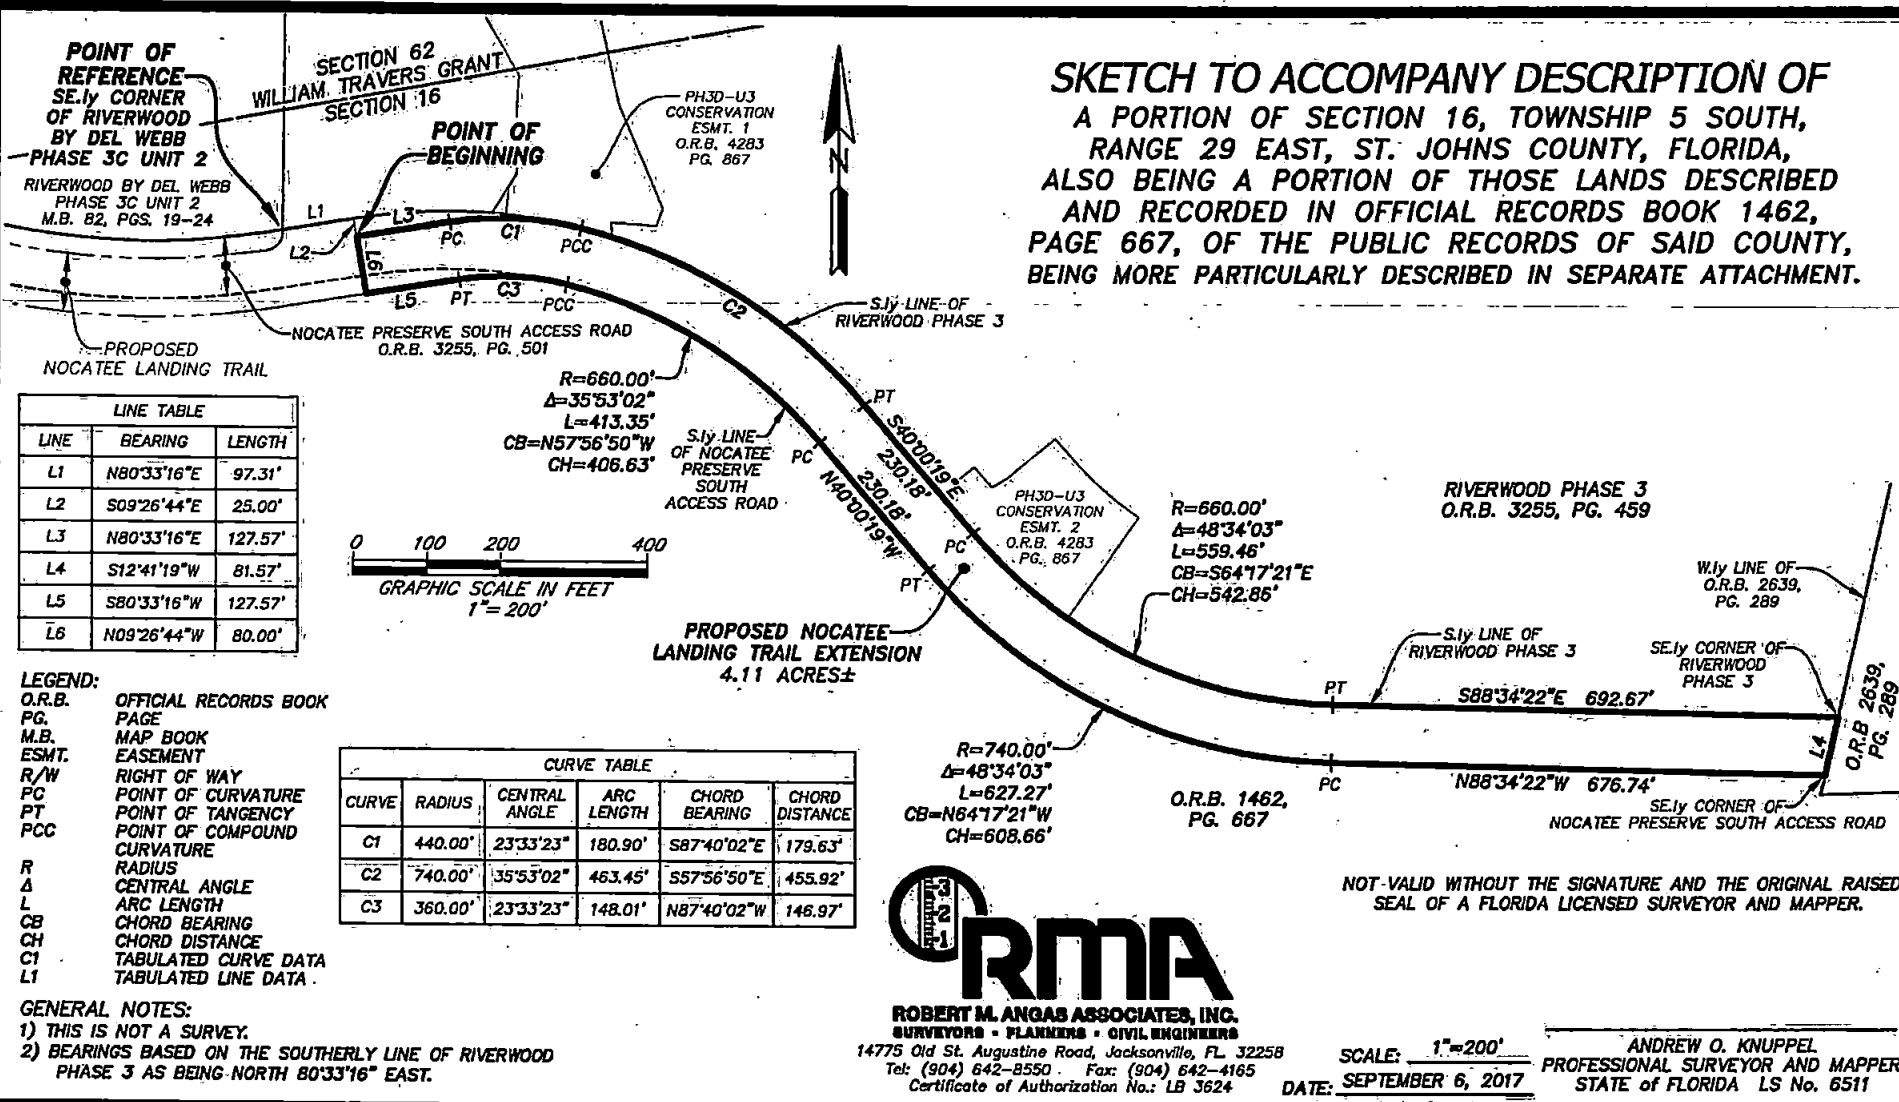 SKETCH TO ACCOMPANY DESCRIPTION OF
A PORTION OF SECTION 16, TOWNSHIP 5 SOUTH,
RANGE 29 EAST, ST. JOHNS COUNTY, FLORIDA,
ALSO BEING A PORTION OF THOSE LANDS DESCRIBED
AND RECORDED IN OFFICIAL RECORDS BOOK 1462,
PAGE 667, OF THE PUBLIC RECORDS OF SAID COUNTY,
BEING MORE PARTICULARLY DESCRIBED IN SEPARATE ATTACHMENT.
POINT OF
REFERENCE
SE.ly CORNER
OF RIVERWOOD
BY DEL WEBB
PHASE 3C UNIT 2
RIVERWOOD BY DEL WEBB
PHASE 3C UNIT 2
M.B. 82, PGS. 19-24
SECTION 62
WILLIAM TRAVERS GRANT
SECTION 16
POINT OF
BEGINNING
PH3D-U3
CONSERVATION
ESMT. 1
O.R.B. 4283
PG. 867
N
L1
L2
L3
PC
C1
PCC
L6
L5
PT
C3
PCC
C2
S.ly LINE OF
RIVERWOOD PHASE 3
NOCATEE PRESERVE SOUTH ACCESS ROAD
O.R.B. 3255, PG. 501
PROPOSED
NOCATEE LANDING TRAIL
R=660.00'
Δ=35°53'02"
L=413.35'
CB=N57°56'50"W
CH=406.63'
S.ly LINE
OF NOCATEE
PRESERVE
SOUTH
ACCESS ROAD
PT
PC
S40°00'19"E
230.18'
230.18'
N40°00'19"W
PC
PT
PH3D-U3
CONSERVATION
ESMT. 2
O.R.B. 4283
PG. 867
R=660.00'
Δ=48°34'03"
L=559.46'
CB=S64°17'21"E
CH=542.86'
RIVERWOOD PHASE 3
O.R.B. 3255, PG. 459
W.ly LINE OF
O.R.B. 2639,
PG. 289
S.ly LINE OF
RIVERWOOD PHASE 3
SE.ly CORNER OF
RIVERWOOD
PHASE 3
PT
S88°34'22"E 692.67'
L4
O.R.B 2639,
PG. 289
PC
N88°34'22"W 676.74'
SE.ly CORNER OF
NOCATEE PRESERVE SOUTH ACCESS ROAD
O.R.B. 1462,
PG. 667
R=740.00'
Δ=48°34'03"
L=627.27'
CB=N64°17'21"W
CH=608.66'
PROPOSED NOCATEE
LANDING TRAIL EXTENSION
4.11 ACRES±
0 100 200 400
GRAPHIC SCALE IN FEET
1"= 200'
LINE TABLE
LINE BEARING LENGTH
L1 N80°33'16"E 97.31'
L2 S09°26'44"E 25.00'
L3 N80°33'16"E 127.57'
L4 S12°41'19"W 81.57'
L5 S80°33'16"W 127.57'
L6 N09°26'44"W 80.00'
LEGEND:
O.R.B. OFFICIAL RECORDS BOOK
PG. PAGE
M.B. MAP BOOK
ESMT. EASEMENT
R/W RIGHT OF WAY
PC POINT OF CURVATURE
PT POINT OF TANGENCY
PCC POINT OF COMPOUND
CURVATURE
R RADIUS
Δ CENTRAL ANGLE
L ARC LENGTH
CB CHORD BEARING
CH CHORD DISTANCE
C1 TABULATED CURVE DATA
L1 TABULATED LINE DATA
CURVE TABLE
CURVE RADIUS CENTRAL ANGLE ARC LENGTH CHORD BEARING CHORD DISTANCE
C1 440.00' 23°33'23" 180.90' S87°40'02"E 179.63'
C2 740.00' 35°53'02" 463.45' S57°56'50"E 455.92'
C3 360.00' 23°33'23" 148.01' N87°40'02"W 146.97'
GENERAL NOTES:
1) THIS IS NOT A SURVEY.
2) BEARINGS BASED ON THE SOUTHERLY LINE OF RIVERWOOD
PHASE 3 AS BEING NORTH 80°33'16" EAST.
NOT VALID WITHOUT THE SIGNATURE AND THE ORIGINAL RAISED
SEAL OF A FLORIDA LICENSED SURVEYOR AND MAPPER.
3
2
1
RMA
ROBERT M. ANGAS ASSOCIATES, INC.
SURVEYORS • PLANNERS • CIVIL ENGINEERS
14775 Old St. Augustine Road, Jacksonville, FL. 32258
Tel: (904) 642-8550 Fax: (904) 642-4165
Certificate of Authorization No.: LB 3624
SCALE: 1"=200'
DATE: SEPTEMBER 6, 2017
ANDREW O. KNUPPEL
PROFESSIONAL SURVEYOR AND MAPPER
STATE of FLORIDA LS No. 6511